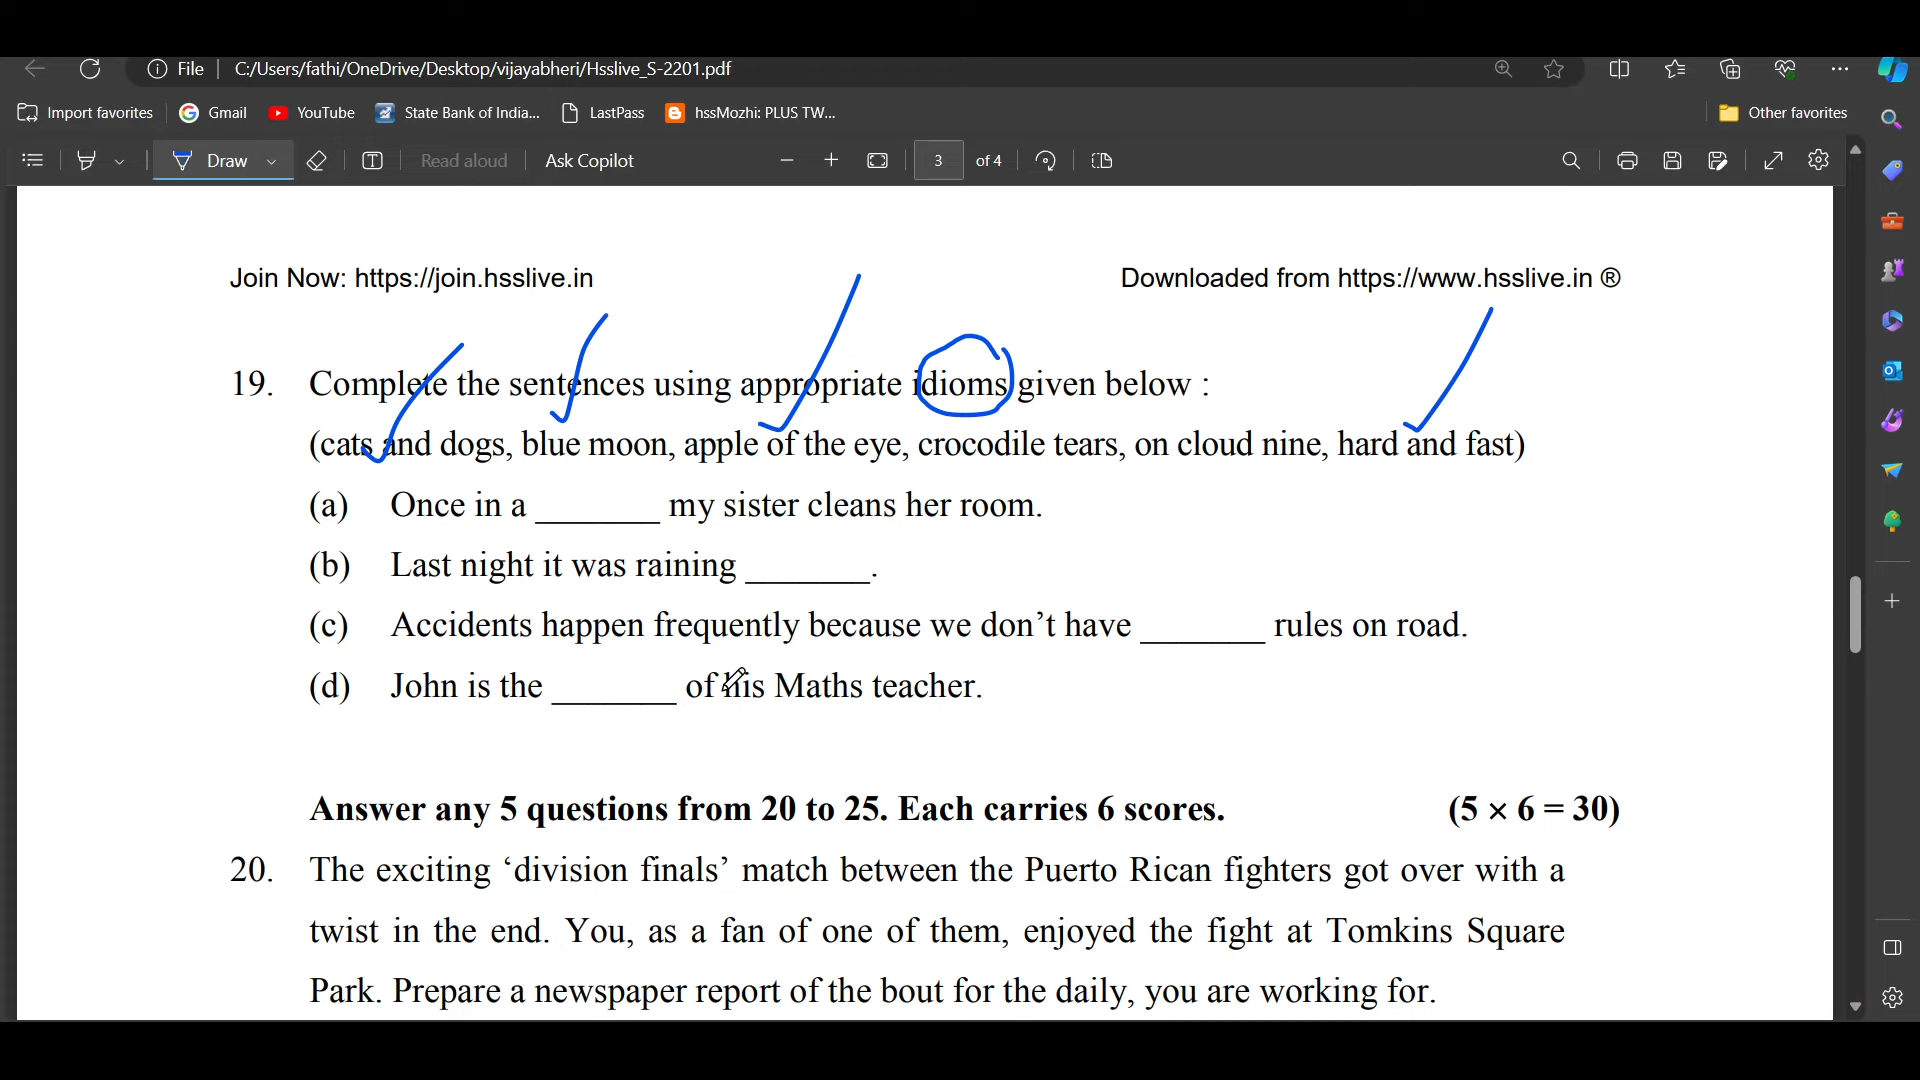 File C:/Users/fathi/OneDrive/Desktop/vijayabheri/Hsslive_S-2201.pdf
Import favorites Gmail YouTube State Bank of India... LastPass hssMozhi: PLUS TW... Other favorites
Draw Read aloud Ask Copilot 3 of 4
Join Now: https://join.hsslive.in Downloaded from https://www.hsslive.in ®
19. Complete the sentences using appropriate idioms given below :
(cats and dogs, blue moon, apple of the eye, crocodile tears, on cloud nine, hard and fast)
(a) Once in a _______ my sister cleans her room.
(b) Last night it was raining _______.
(c) Accidents happen frequently because we don’t have _______ rules on road.
(d) John is the _______ of his Maths teacher.
Answer any 5 questions from 20 to 25. Each carries 6 scores. (5 × 6 = 30)
20. The exciting ‘division finals’ match between the Puerto Rican fighters got over with a
twist in the end. You, as a fan of one of them, enjoyed the fight at Tomkins Square
Park. Prepare a newspaper report of the bout for the daily, you are working for.